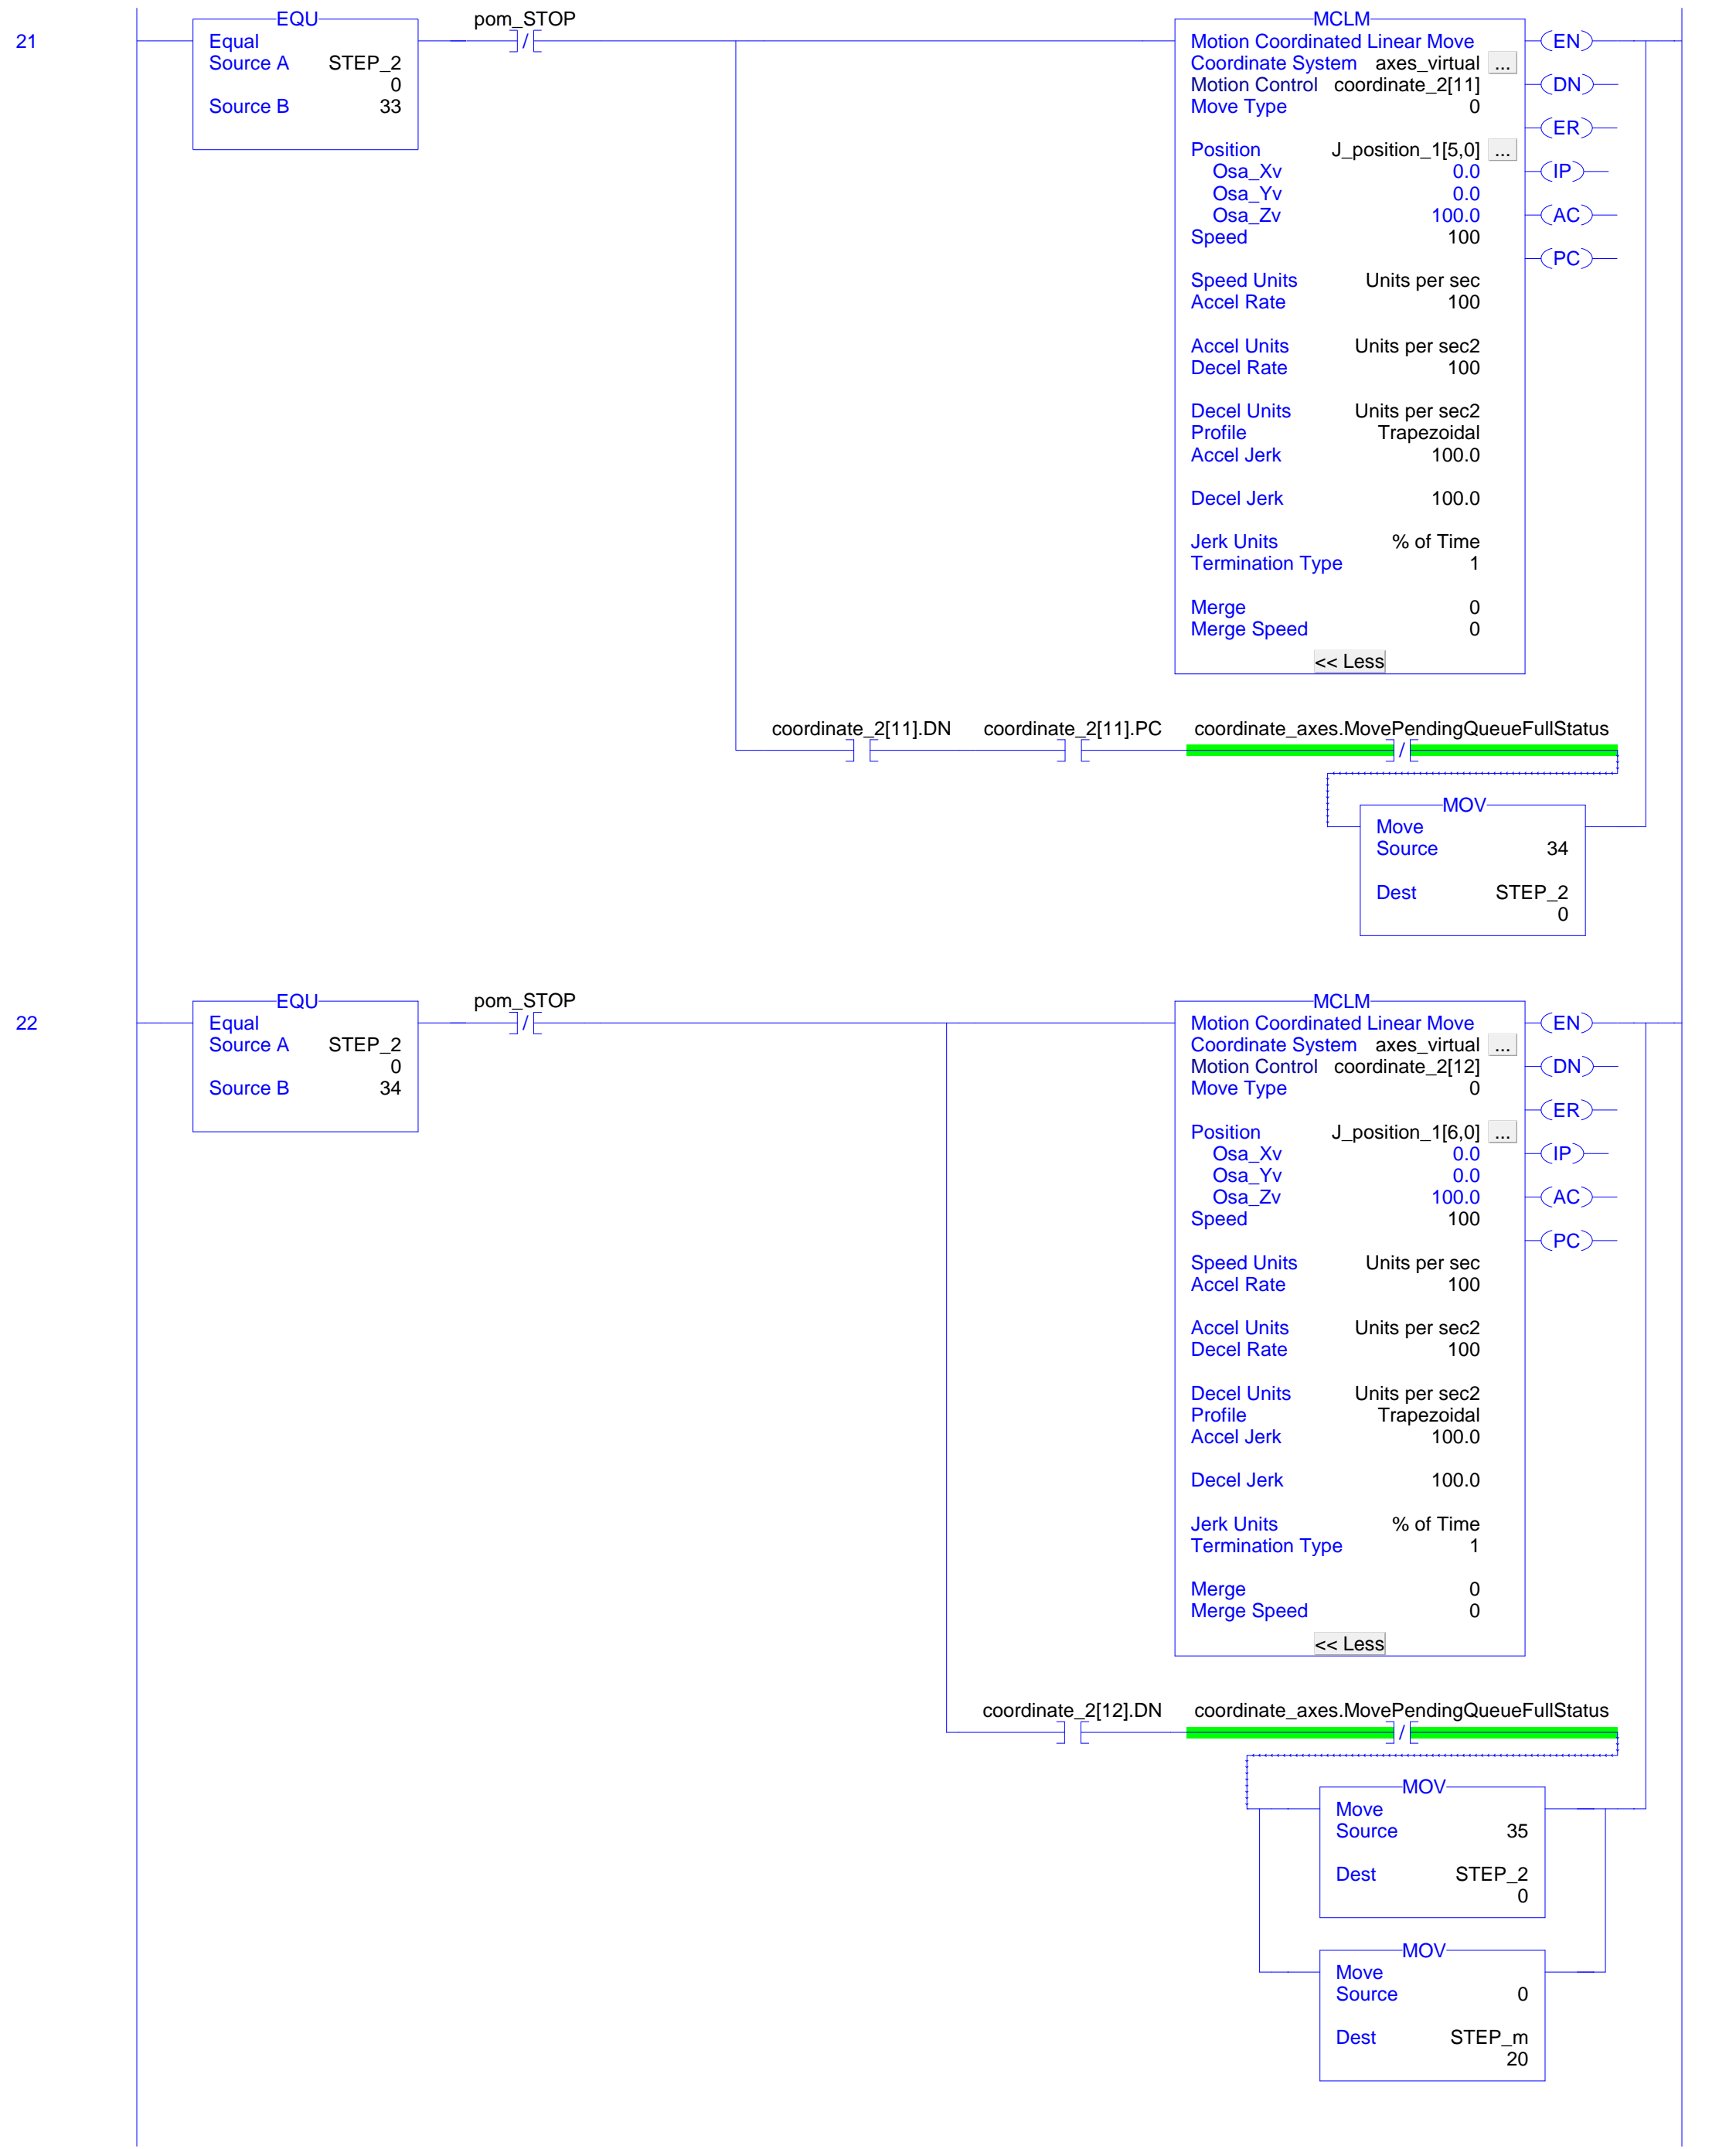 21
EQU
Equal
Source A STEP_2
0
Source B 33
pom_STOP
/
MCLM
Motion Coordinated Linear Move
Coordinate System axes_virtual ...
Motion Control coordinate_2[11]
Move Type 0
Position J_position_1[5,0] ...
Osa_Xv 0.0
Osa_Yv 0.0
Osa_Zv 100.0
Speed 100
Speed Units Units per sec
Accel Rate 100
Accel Units Units per sec2
Decel Rate 100
Decel Units Units per sec2
Profile Trapezoidal
Accel Jerk 100.0
Decel Jerk 100.0
Jerk Units % of Time
Termination Type 1
Merge 0
Merge Speed 0
<< Less
EN
DN
ER
IP
AC
PC
coordinate_2[11].DN coordinate_2[11].PC coordinate_axes.MovePendingQueueFullStatus
/
MOV
Move
Source 34
Dest STEP_2
0
22
EQU
Equal
Source A STEP_2
0
Source B 34
pom_STOP
/
MCLM
Motion Coordinated Linear Move
Coordinate System axes_virtual ...
Motion Control coordinate_2[12]
Move Type 0
Position J_position_1[6,0] ...
Osa_Xv 0.0
Osa_Yv 0.0
Osa_Zv 100.0
Speed 100
Speed Units Units per sec
Accel Rate 100
Accel Units Units per sec2
Decel Rate 100
Decel Units Units per sec2
Profile Trapezoidal
Accel Jerk 100.0
Decel Jerk 100.0
Jerk Units % of Time
Termination Type 1
Merge 0
Merge Speed 0
<< Less
EN
DN
ER
IP
AC
PC
coordinate_2[12].DN coordinate_axes.MovePendingQueueFullStatus
/
MOV
Move
Source 35
Dest STEP_2
0
MOV
Move
Source 0
Dest STEP_m
20